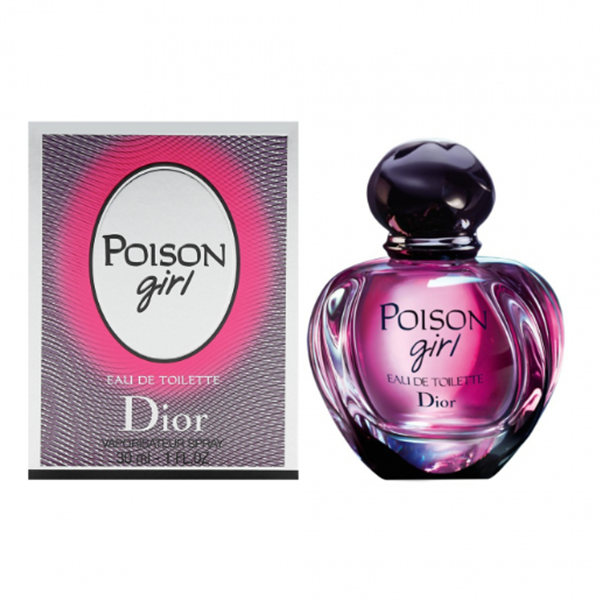 POISON
girl
EAU DE TOILETTE
Dior
VAPORISATEUR SPRAY
30 ml - 1 FL.OZ
POISON
girl
EAU DE TOILETTE
Dior